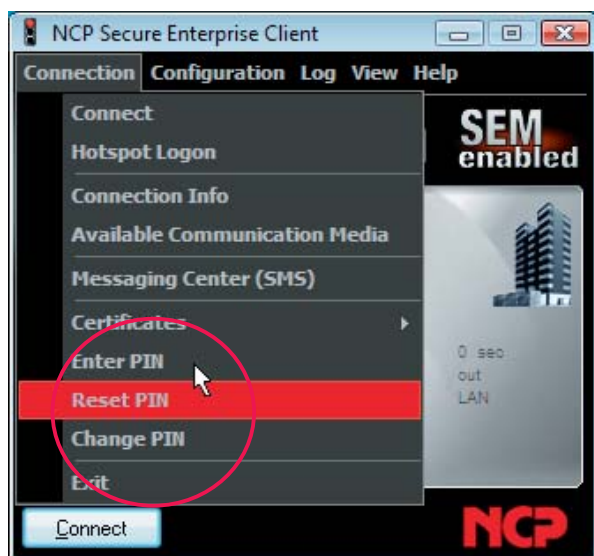 NCP Secure Enterprise Client
Connection Configuration Log View Help
Connect
Hotspot Logon
Connection Info
Available Communication Media
Messaging Center (SMS)
Certificates
Enter PIN
Reset PIN
Change PIN
Exit
SEM
enabled
0 sec
out
LAN
Connect
NCP